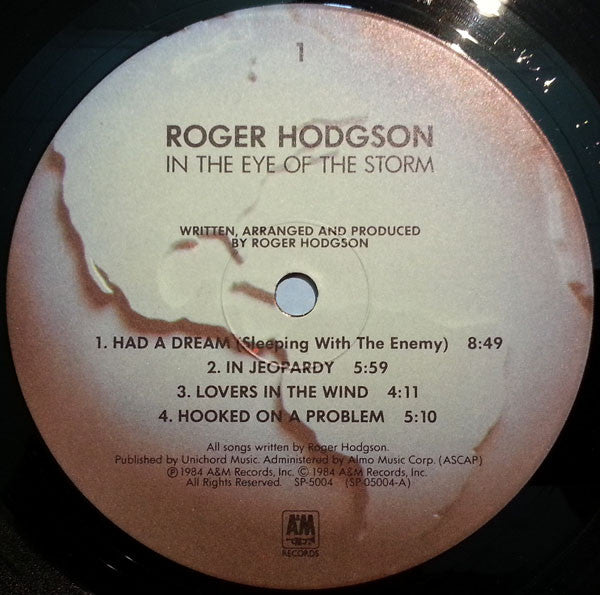 1
ROGER HODGSON
IN THE EYE OF THE STORM
WRITTEN, ARRANGED AND PRODUCED
BY ROGER HODGSON
1. HAD A DREAM (Sleeping With The Enemy) 8:49
2. IN JEOPARDY 5:59
3. LOVERS IN THE WIND 4:11
4. HOOKED ON A PROBLEM 5:10
All songs written by Roger Hodgson.
Published by Unichord Music. Administered by Almo Music Corp. (ASCAP)
℗ 1984 A&M Records, Inc. © 1984 A&M Records, Inc.
All Rights Reserved. SP-5004 (SP-05004-A)
A&M
RECORDS